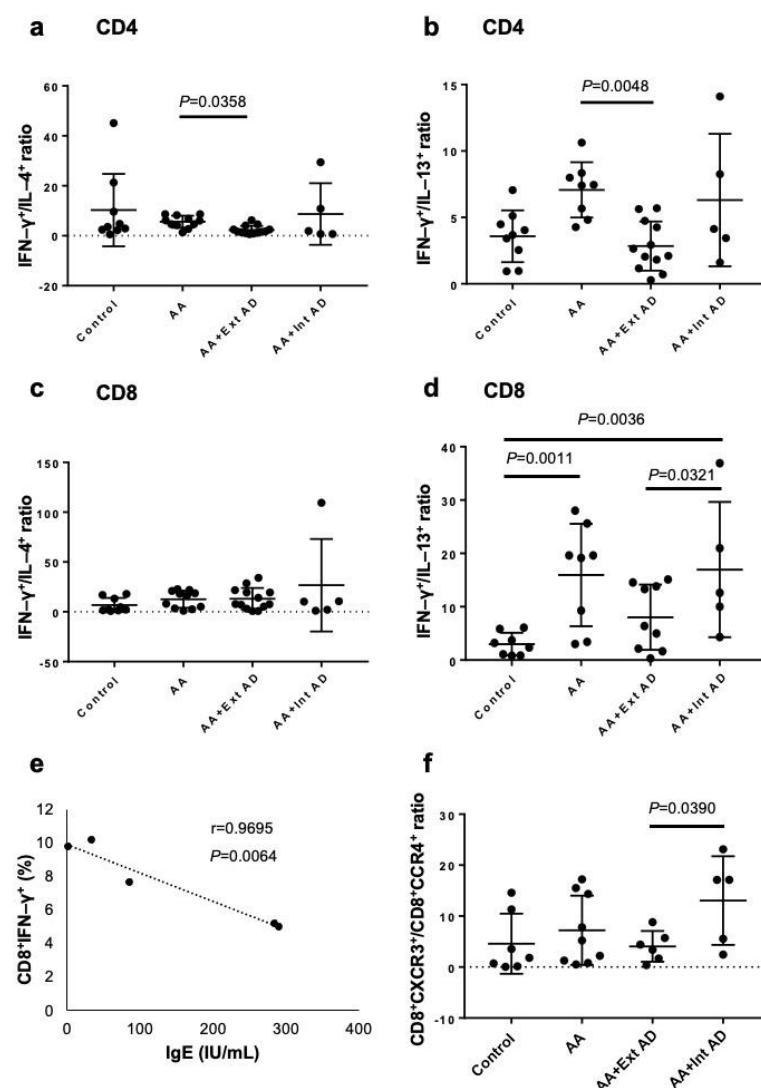 a CD4
IFN–γ⁺/IL–4⁺ ratio
60
40
20
0
-20
P=0.0358
Control
AA
AA+Ext AD
AA+Int AD
b CD4
IFN–γ⁺/IL–13⁺ ratio
15
10
5
0
P=0.0048
Control
AA
AA+Ext AD
AA+Int AD
c CD8
IFN–γ⁺/IL–4⁺ ratio
150
100
50
0
-50
Control
AA
AA+Ext AD
AA+Int AD
d CD8
IFN–γ⁺/IL–13⁺ ratio
40
30
20
10
0
P=0.0036
P=0.0011
P=0.0321
Control
AA
AA+Ext AD
AA+Int AD
e
CD8⁺IFN–γ⁺ (%)
12
10
8
6
4
2
0
r=0.9695
P=0.0064
0 100 200 300 400
IgE (IU/mL)
f
CD8⁺CXCR3⁺/CD8⁺CCR4⁺ ratio
30
20
10
0
-10
P=0.0390
Control
AA
AA+Ext AD
AA+Int AD